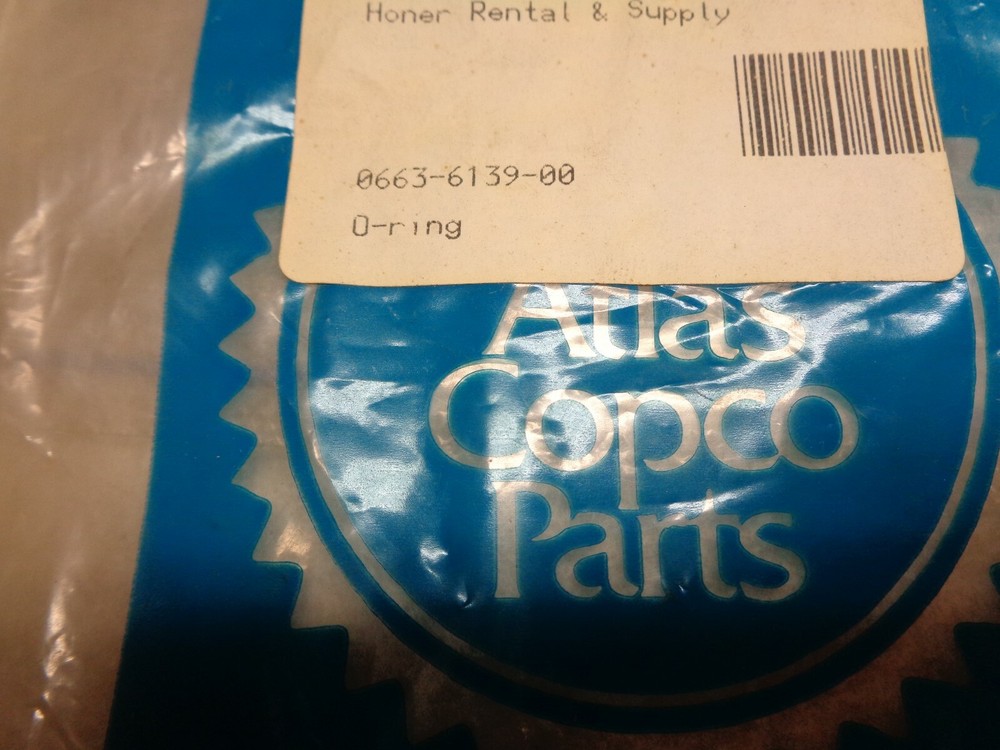 Honer Rental & Supply
0663-6139-00
O-ring
Atlas
Copco
Parts